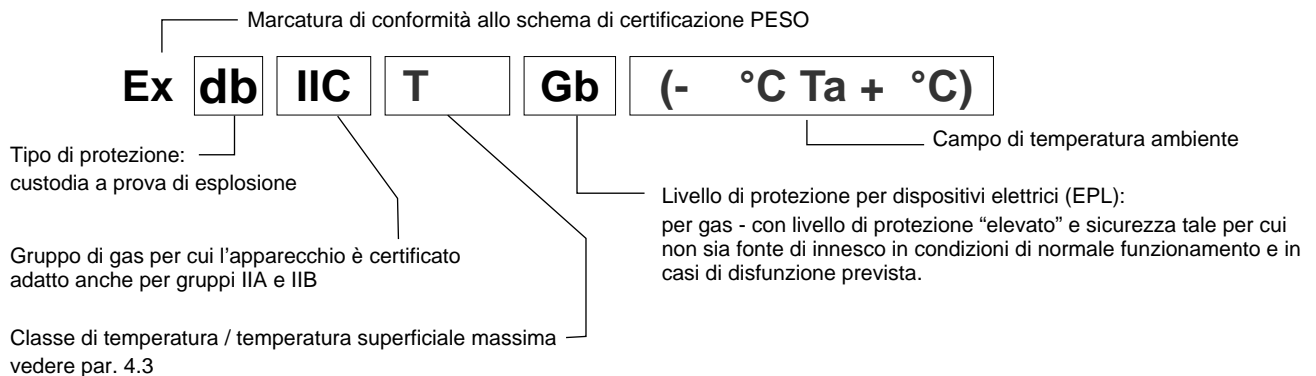 Marcatura di conformità allo schema di certificazione PESO
Ex db IIC T Gb (- °C Ta + °C)
Campo di temperatura ambiente
Tipo di protezione:
custodia a prova di esplosione
Livello di protezione per dispositivi elettrici (EPL):
per gas - con livello di protezione “elevato” e sicurezza tale per cui
non sia fonte di innesco in condizioni di normale funzionamento e in
casi di disfunzione prevista.
Gruppo di gas per cui l'apparecchio è certificato
adatto anche per gruppi IIA e IIB
Classe di temperatura / temperatura superficiale massima
vedere par. 4.3